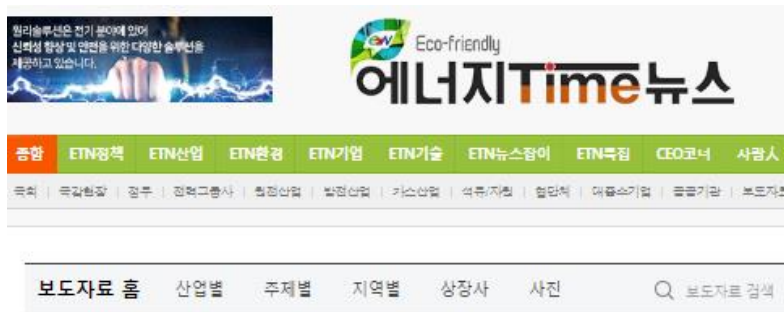 원리솔루션은 전기 분야에 있어
신뢰성 향상 및 안전을 위한 다양한 솔루션을
제공하고 있습니다.
ew Eco-friendly
에너지Time뉴스
종합 ETN정책 ETN산업 ETN환경 ETN기업 ETN기술 ETN뉴스잡이 ETN특집 CEO코너 사람人
국회 국감현장 정부 전력그룹사 원전산업 발전산업 가스산업 석유/자원 협단체 대중소기업 공공기관 보도자료
보도자료 홈 산업별 주제별 지역별 상장사 사진 보도자료 검색